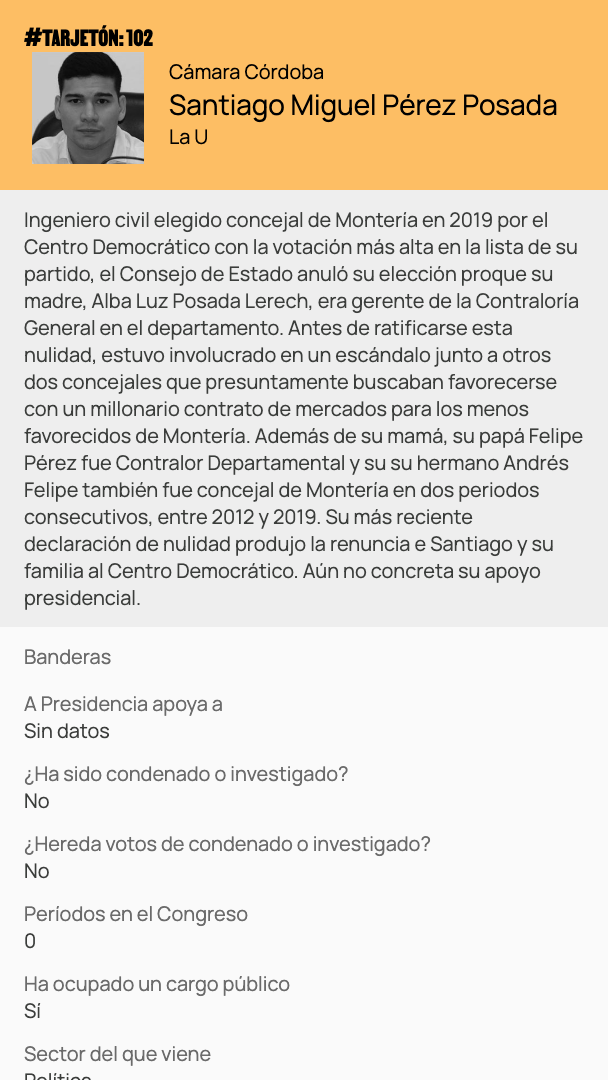 #TARJETÓN: 102
Cámara Córdoba
Santiago Miguel Pérez Posada
La U
Ingeniero civil elegido concejal de Montería en 2019 por el
Centro Democrático con la votación más alta en la lista de su
partido, el Consejo de Estado anuló su elección proque su
madre, Alba Luz Posada Lerech, era gerente de la Contraloría
General en el departamento. Antes de ratificarse esta
nulidad, estuvo involucrado en un escándalo junto a otros
dos concejales que presuntamente buscaban favorecerse
con un millonario contrato de mercados para los menos
favorecidos de Montería. Además de su mamá, su papá Felipe
Pérez fue Contralor Departamental y su su hermano Andrés
Felipe también fue concejal de Montería en dos periodos
consecutivos, entre 2012 y 2019. Su más reciente
declaración de nulidad produjo la renuncia e Santiago y su
familia al Centro Democrático. Aún no concreta su apoyo
presidencial.
Banderas
A Presidencia apoya a
Sin datos
¿Ha sido condenado o investigado?
No
¿Hereda votos de condenado o investigado?
No
Períodos en el Congreso
0
Ha ocupado un cargo público
Sí
Sector del que viene
Política